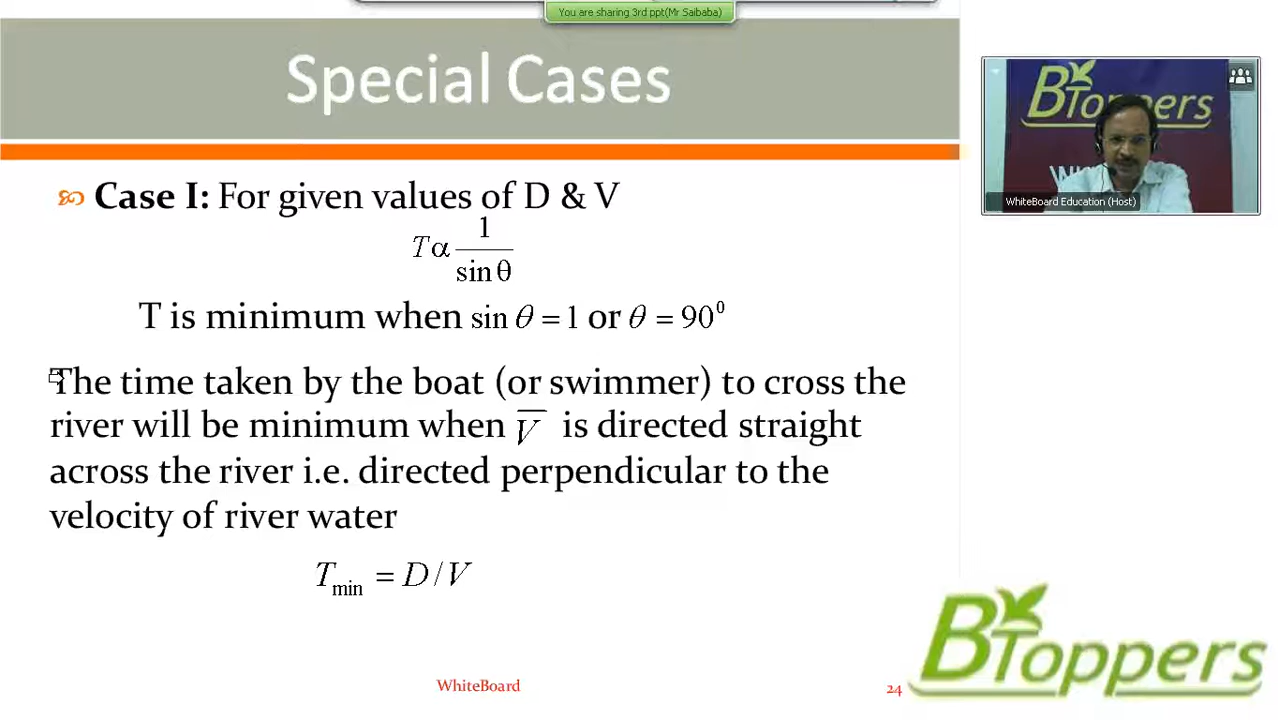 You are sharing 3rd ppt(Mr Saibaba)
Special Cases
Case I: For given values of D & V
T α 1 / sin θ
T is minimum when sin θ = 1 or θ = 90⁰
The time taken by the boat (or swimmer) to cross the
river will be minimum when V̅ is directed straight
across the river i.e. directed perpendicular to the
velocity of river water
Tmin = D / V
WhiteBoard
24
BToppers
WhiteBoard Education (Host)
BToppers